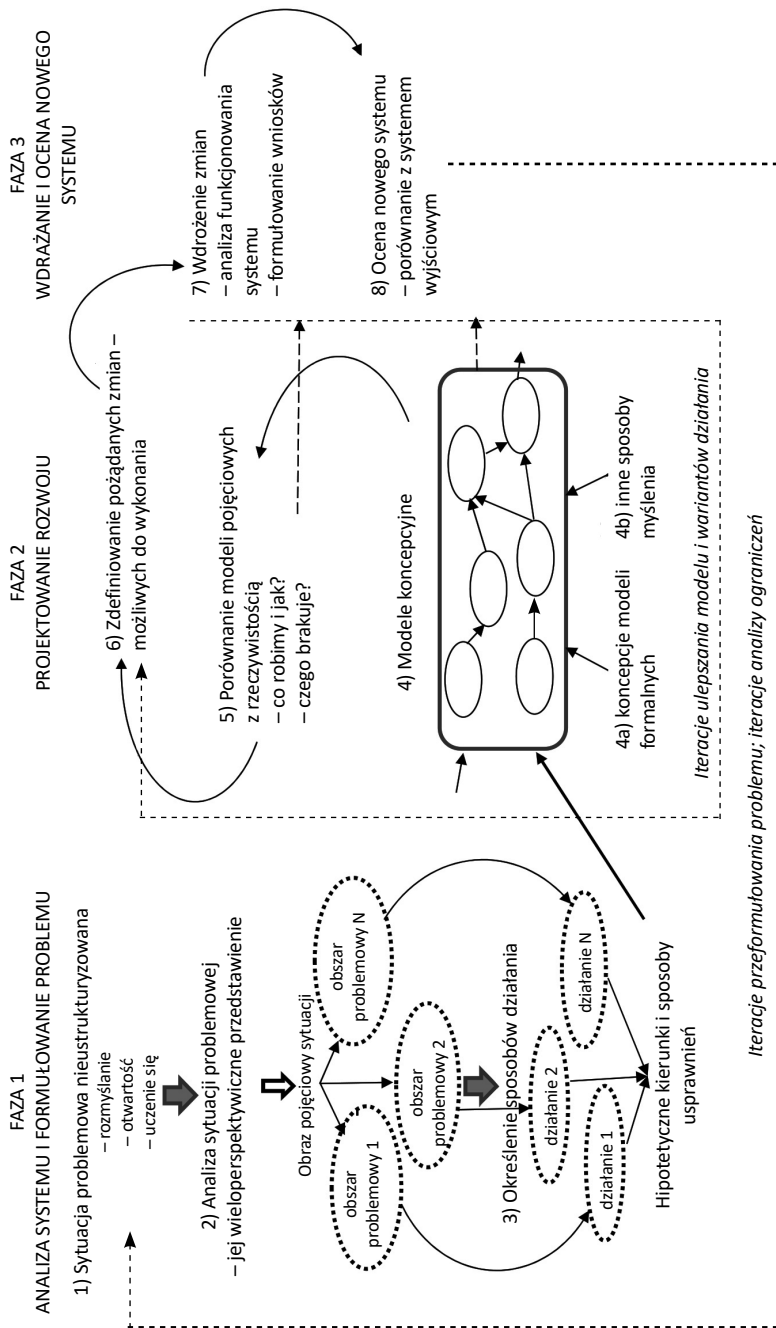 FAZA 1
ANALIZA SYSTEMU I FORMUŁOWANIE PROBLEMU
1) Sytuacja problemowa nieustrukturyzowana
– rozmyślanie
– otwartość
– uczenie się
2) Analiza sytuacji problemowej
– jej wieloperspektywiczne przedstawienie
Obraz pojęciowy sytuacji
obszar
problemowy 1
obszar
problemowy 2
obszar
problemowy N
3) Określenie sposobów działania
działanie 1
działanie 2
działanie N
Hipotetyczne kierunki i sposoby
usprawnień
FAZA 2
PROJEKTOWANIE ROZWOJU
6) Zdefiniowanie pożądanych zmian –
możliwych do wykonania
5) Porównanie modeli pojęciowych
z rzeczywistością
– co robimy i jak?
– czego brakuje?
4) Modele koncepcyjne
4a) koncepcje modeli
formalnych
4b) inne sposoby
myślenia
Iteracje ulepszania modelu i wariantów działania
FAZA 3
WDRAŻANIE I OCENA NOWEGO
SYSTEMU
7) Wdrożenie zmian
– analiza funkcjonowania
systemu
– formułowanie wniosków
8) Ocena nowego systemu
– porównanie z systemem
wyjściowym
Iteracje przeformułowania problemu; iteracje analizy ograniczeń